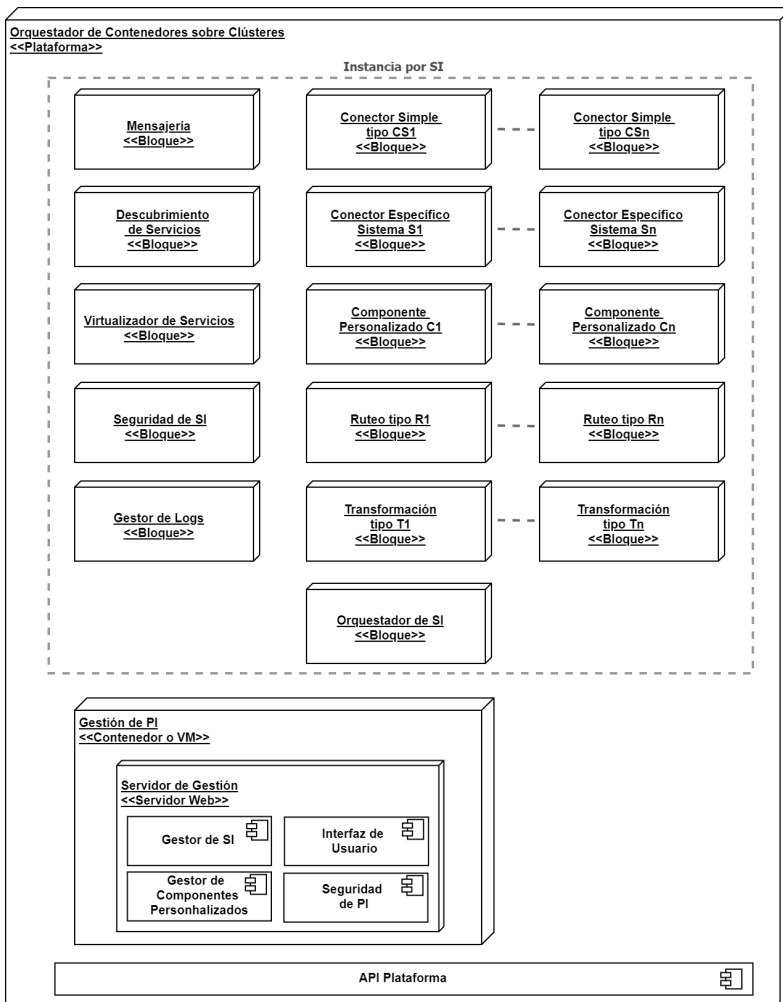 Orquestador de Contenedores sobre Clústeres
<<Plataforma>>
Instancia por SI
Mensajería
<<Bloque>>
Conector Simple
tipo CS1
<<Bloque>>
Conector Simple
tipo CSn
<<Bloque>>
Descubrimiento
de Servicios
<<Bloque>>
Conector Específico
Sistema S1
<<Bloque>>
Conector Específico
Sistema Sn
<<Bloque>>
Virtualizador de Servicios
<<Bloque>>
Componente
Personalizado C1
<<Bloque>>
Componente
Personalizado Cn
<<Bloque>>
Seguridad de SI
<<Bloque>>
Ruteo tipo R1
<<Bloque>>
Ruteo tipo Rn
<<Bloque>>
Gestor de Logs
<<Bloque>>
Transformación
tipo T1
<<Bloque>>
Transformación
tipo Tn
<<Bloque>>
Orquestador de SI
<<Bloque>>
Gestión de PI
<<Contenedor o VM>>
Servidor de Gestión
<<Servidor Web>>
Gestor de SI
Interfaz de
Usuario
Gestor de
Componentes
Personhalizados
Seguridad
de PI
API Plataforma